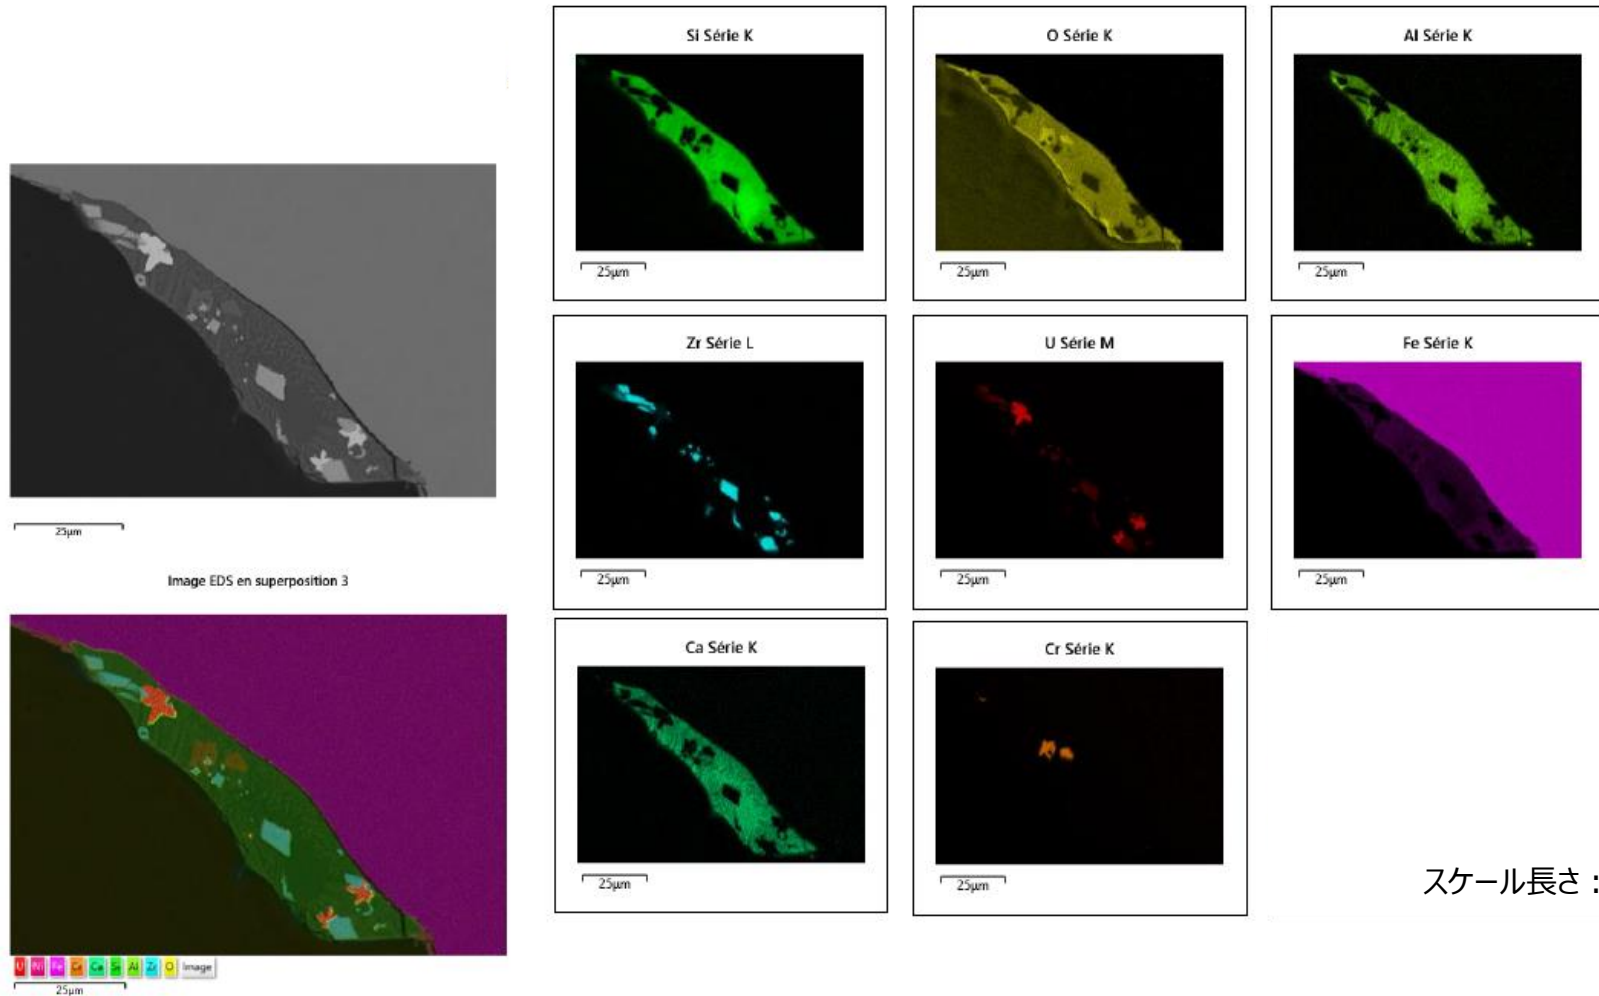 Si Série K
O Série K
Al Série K
25µm
25µm
25µm
Zr Série L
U Série M
Fe Série K
25µm
25µm
25µm
25µm
Image EDS en superposition 3
Ca Série K
Cr Série K
25µm
25µm
スケール長さ：
U Ni Fe Cr Ca Si Al Zr O Image
25µm